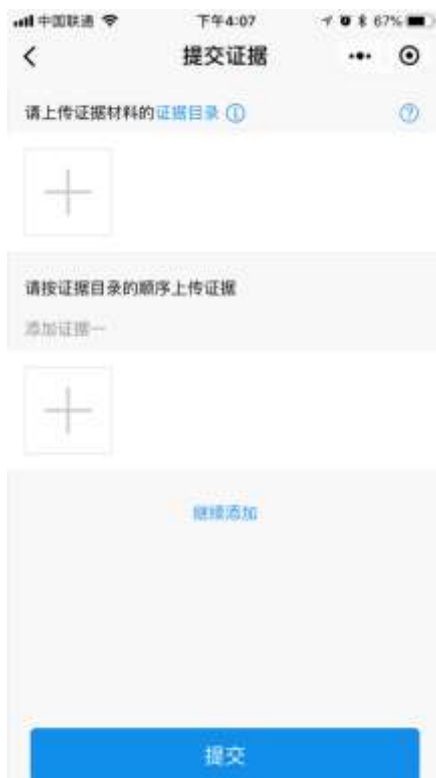 中国联通 下午4:07 67%
提交证据
请上传证据材料的证据目录
请按证据目录的顺序上传证据
添加证据一
继续添加
提交